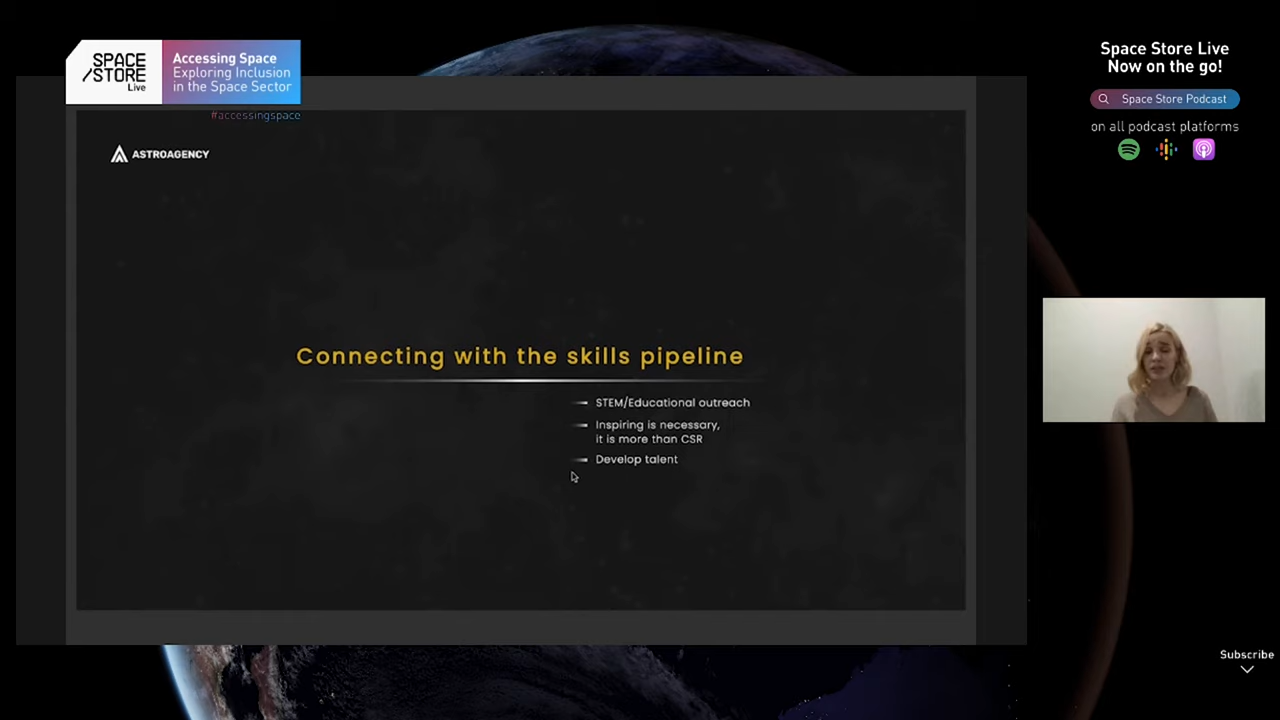 SPACE
/STORE
Live
Accessing Space
Exploring Inclusion
in the Space Sector
#accessingspace
ASTROAGENCY
Connecting with the skills pipeline
STEM/Educational outreach
Inspiring is necessary,
it is more than CSR
Develop talent
Space Store Live
Now on the go!
Space Store Podcast
on all podcast platforms
Subscribe